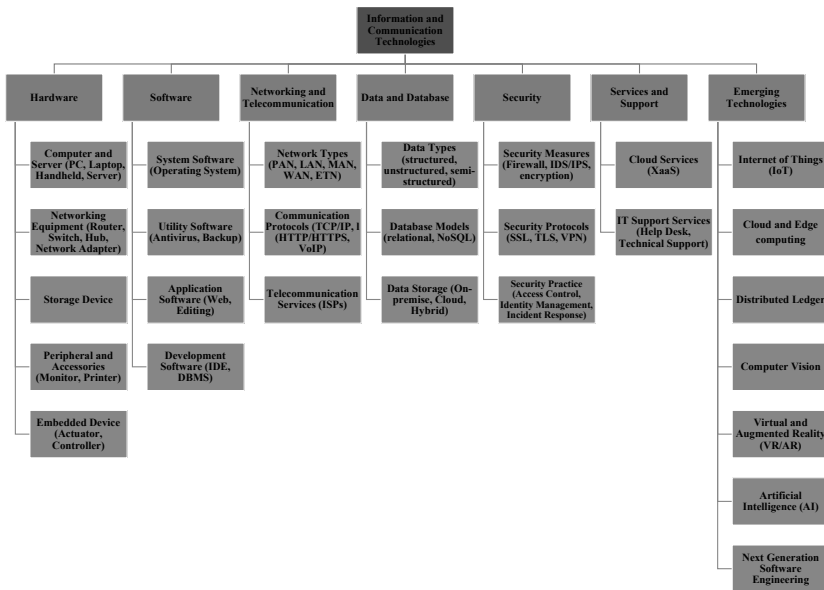 Information and
Communication
Technologies
Hardware
Computer and
Server (PC, Laptop,
Handheld, Server)
Networking
Equipment (Router,
Switch, Hub,
Network Adapter)
Storage Device
Peripheral and
Accessories
(Monitor, Printer)
Embedded Device
(Actuator,
Controller)
Software
System Software
(Operating System)
Utility Software
(Antivirus, Backup)
Application
Software (Web,
Editing)
Development
Software (IDE,
DBMS)
Networking and
Telecommunication
Network Types
(PAN, LAN, MAN,
WAN, ETN)
Communication
Protocols (TCP/IP,
(HTTP/HTTPS,
VoIP)
Telecommunication
Services (ISPs)
Data and Database
Data Types
(structured,
unstructured, semi-
structured)
Database Models
(relational, NoSQL)
Data Storage (On-
premise, Cloud,
Hybrid)
Security
Security Measures
(Firewall, IDS/IPS,
encryption)
Security Protocols
(SSL, TLS, VPN)
Security Practice
(Access Control,
Identity Management,
Incident Response)
Services and
Support
Cloud Services
(XaaS)
IT Support Services
(Help Desk,
Technical Support)
Emerging
Technologies
Internet of Things
(IoT)
Cloud and Edge
computing
Distributed Ledger
Computer Vision
Virtual and
Augmented Reality
(VR/AR)
Artificial
Intelligence (AI)
Next Generation
Software
Engineering